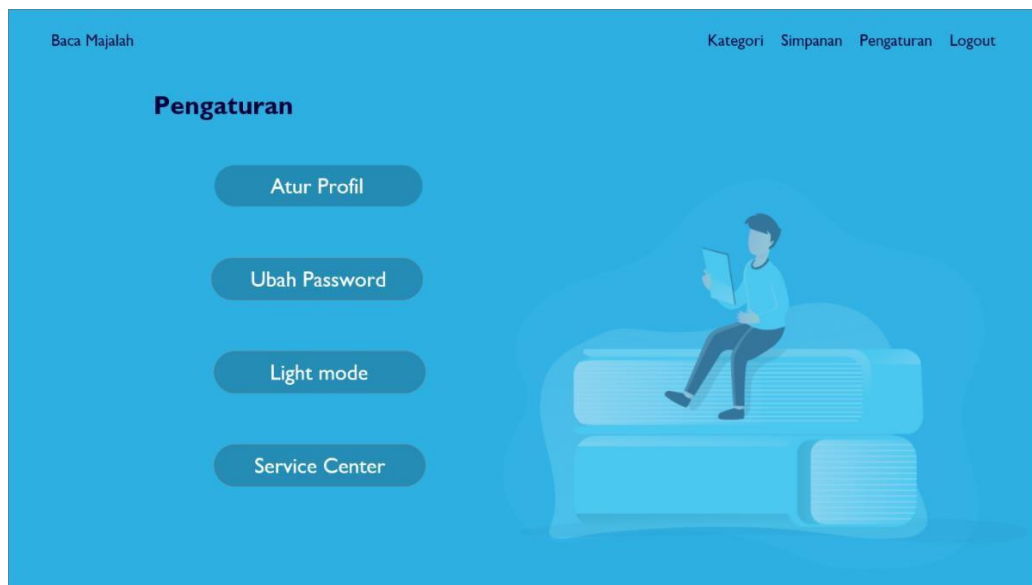 Baca Majalah Kategori Simpanan Pengaturan Logout
Pengaturan
Atur Profil
Ubah Password
Light mode
Service Center